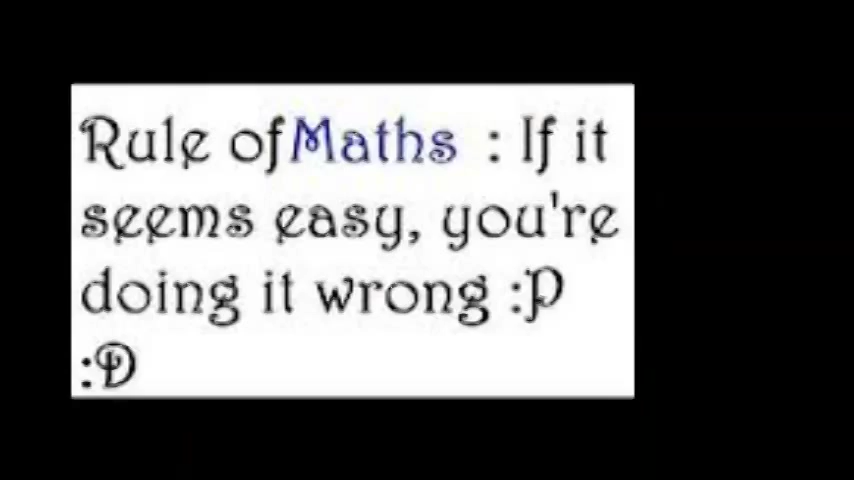 Rule of Maths : If it
seems easy, you're
doing it wrong :P
:D